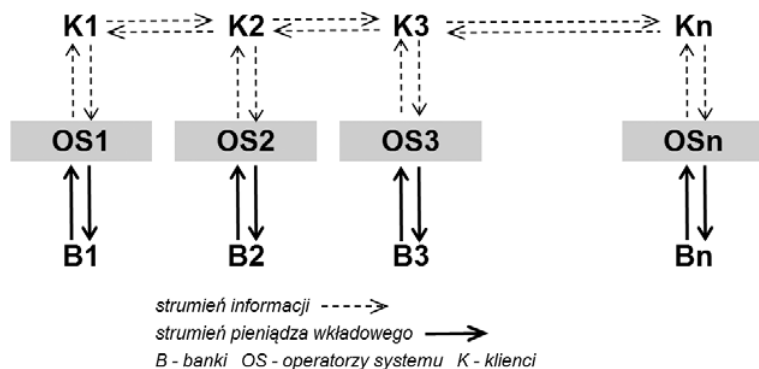 K1 K2 K3 Kn
OS1 OS2 OS3 OSn
B1 B2 B3 Bn
strumień informacji
strumień pieniądza wkładowego
B - banki OS - operatorzy systemu K - klienci